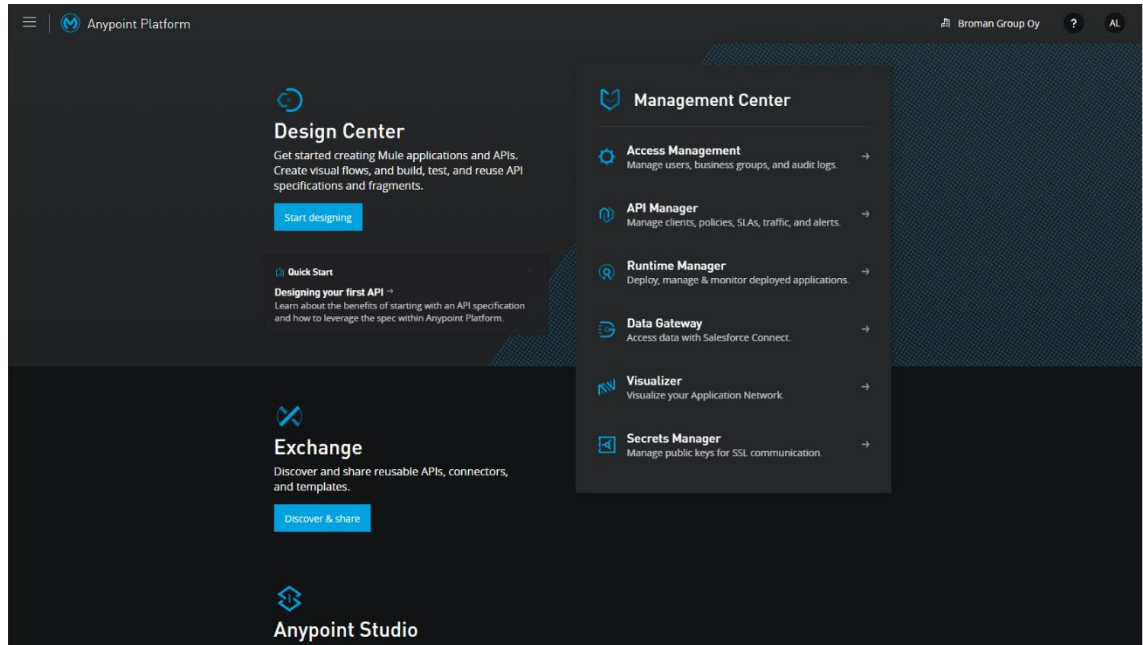 Anypoint Platform
Broman Group Oy
?
AL
Design Center
Get started creating Mule applications and APIs.
Create visual flows, and build, test, and reuse API
specifications and fragments.
Start designing
Quick Start
Designing your first API →
Learn about the benefits of starting with an API specification
and how to leverage the spec within Anypoint Platform.
Management Center
Access Management
Manage users, business groups, and audit logs.
→
API Manager
Manage clients, policies, SLAs, traffic, and alerts.
→
Runtime Manager
Deploy, manage & monitor deployed applications.
→
Data Gateway
Access data with Salesforce Connect.
→
Visualizer
Visualize your Application Network.
→
Secrets Manager
Manage public keys for SSL communication.
→
Exchange
Discover and share reusable APIs, connectors,
and templates.
Discover & share
Anypoint Studio